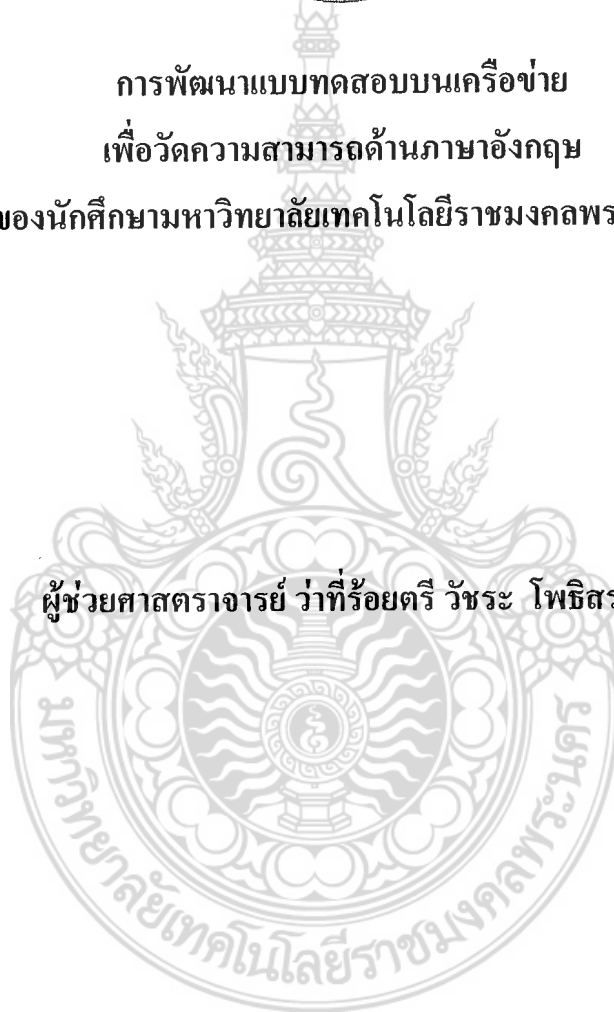 การพัฒนาแบบทดสอบบนเครือข่าย
เพื่อวัดความสามารถด้านภาษาอังกฤษ
ของนักศึกษามหาวิทยาลัยเทคโนโลยีราชมงคลพร
ผู้ช่วยศาสตราจารย์ ว่าที่ร้อยตรี วัชระ โพธิสร
มหาวิทยาลัยเทคโนโลยีราชมงคลพระนคร